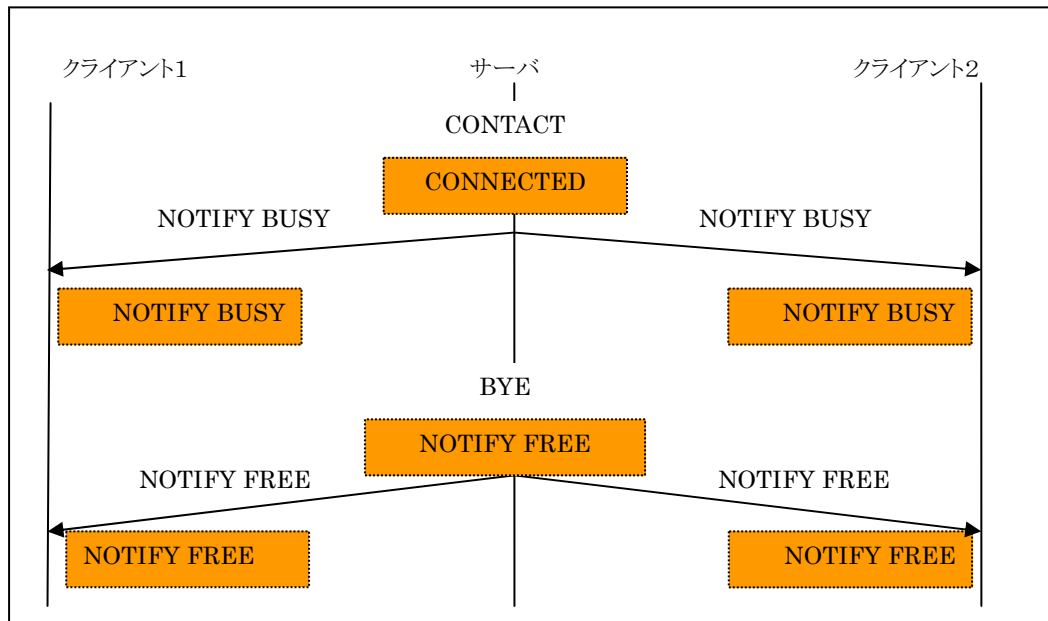 クライアント1 サーバ クライアント2
CONTACT
CONNECTED
NOTIFY BUSY NOTIFY BUSY
NOTIFY BUSY NOTIFY BUSY
BYE
NOTIFY FREE
NOTIFY FREE NOTIFY FREE
NOTIFY FREE NOTIFY FREE